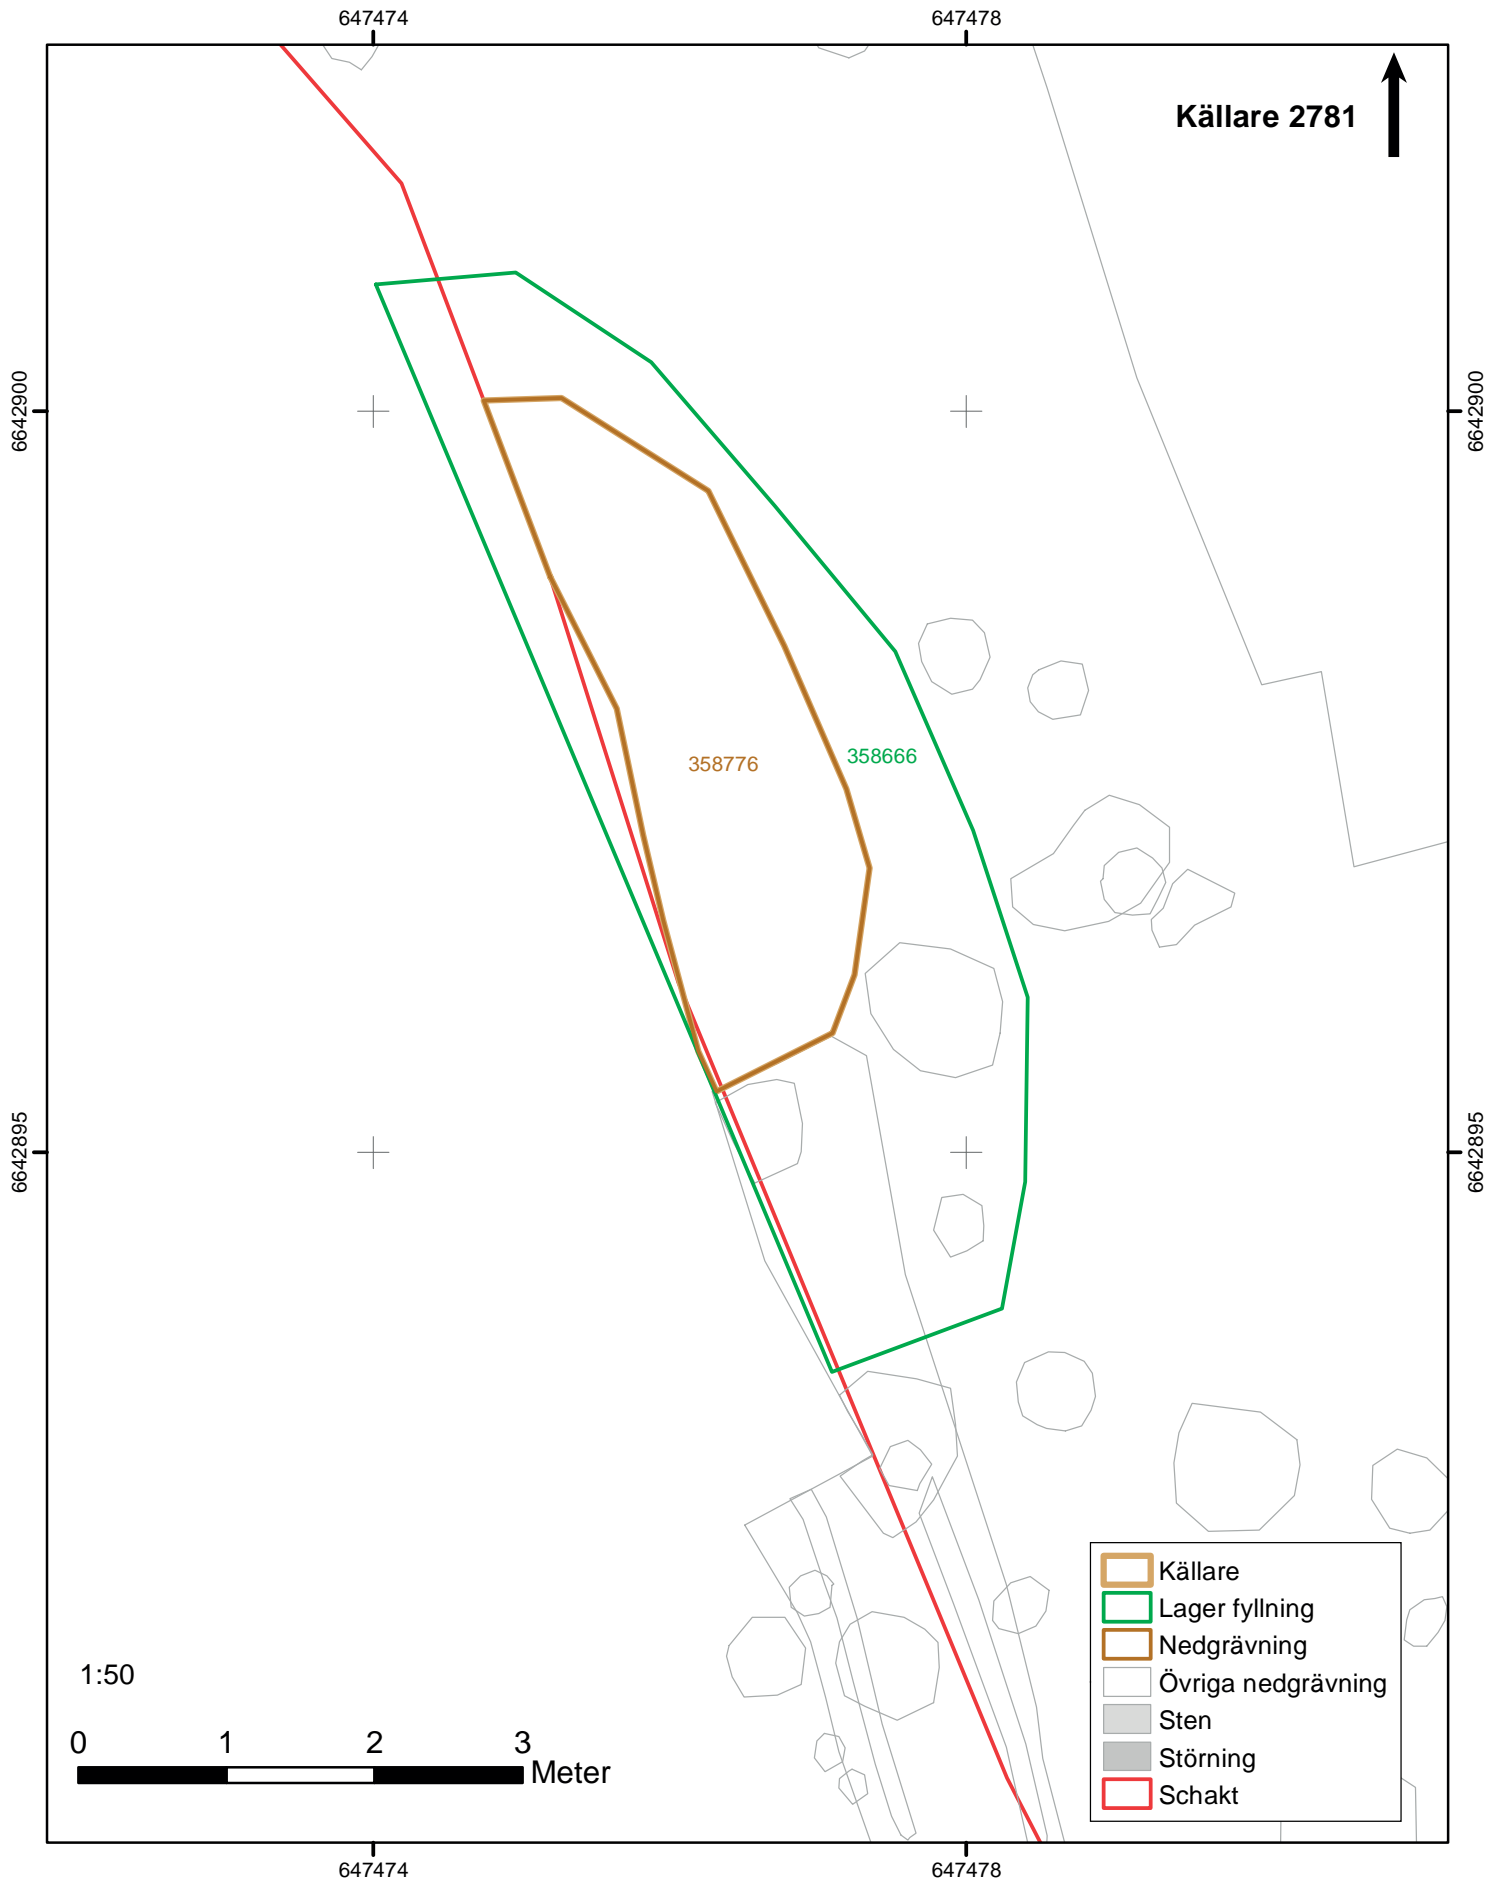 647474
647478
Källare 2781
6642900
6642900
358666
358776
6642895
6642895
Källare
Lager fyllning
Nedgrävning
Övriga nedgrävning
Sten
Störning
Schakt
1:50
0 1 2 3
Meter
647474
647478